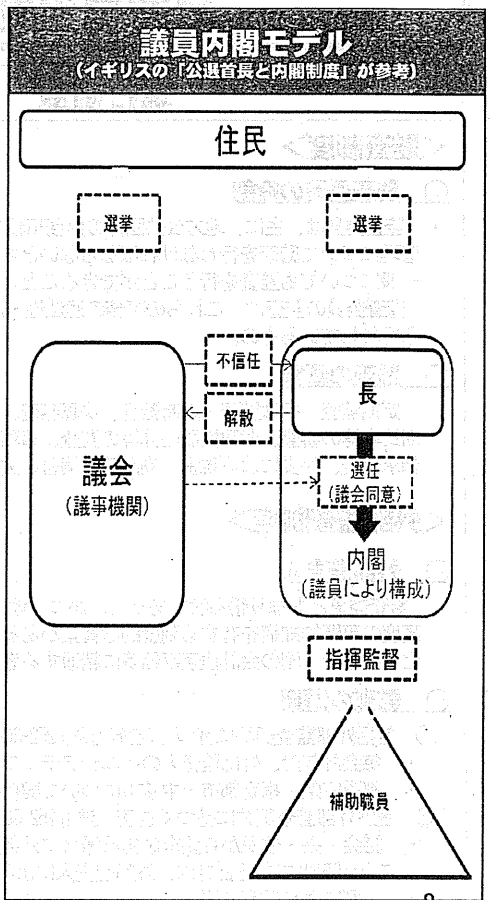 議員内閣モデル
(イギリスの「公選首長と内閣制度」が参考)
住民
選挙
選挙
不信任
解散
議会
(議事機関)
長
選任
(議会同意)
内閣
(議員により構成)
指揮監督
補助職員